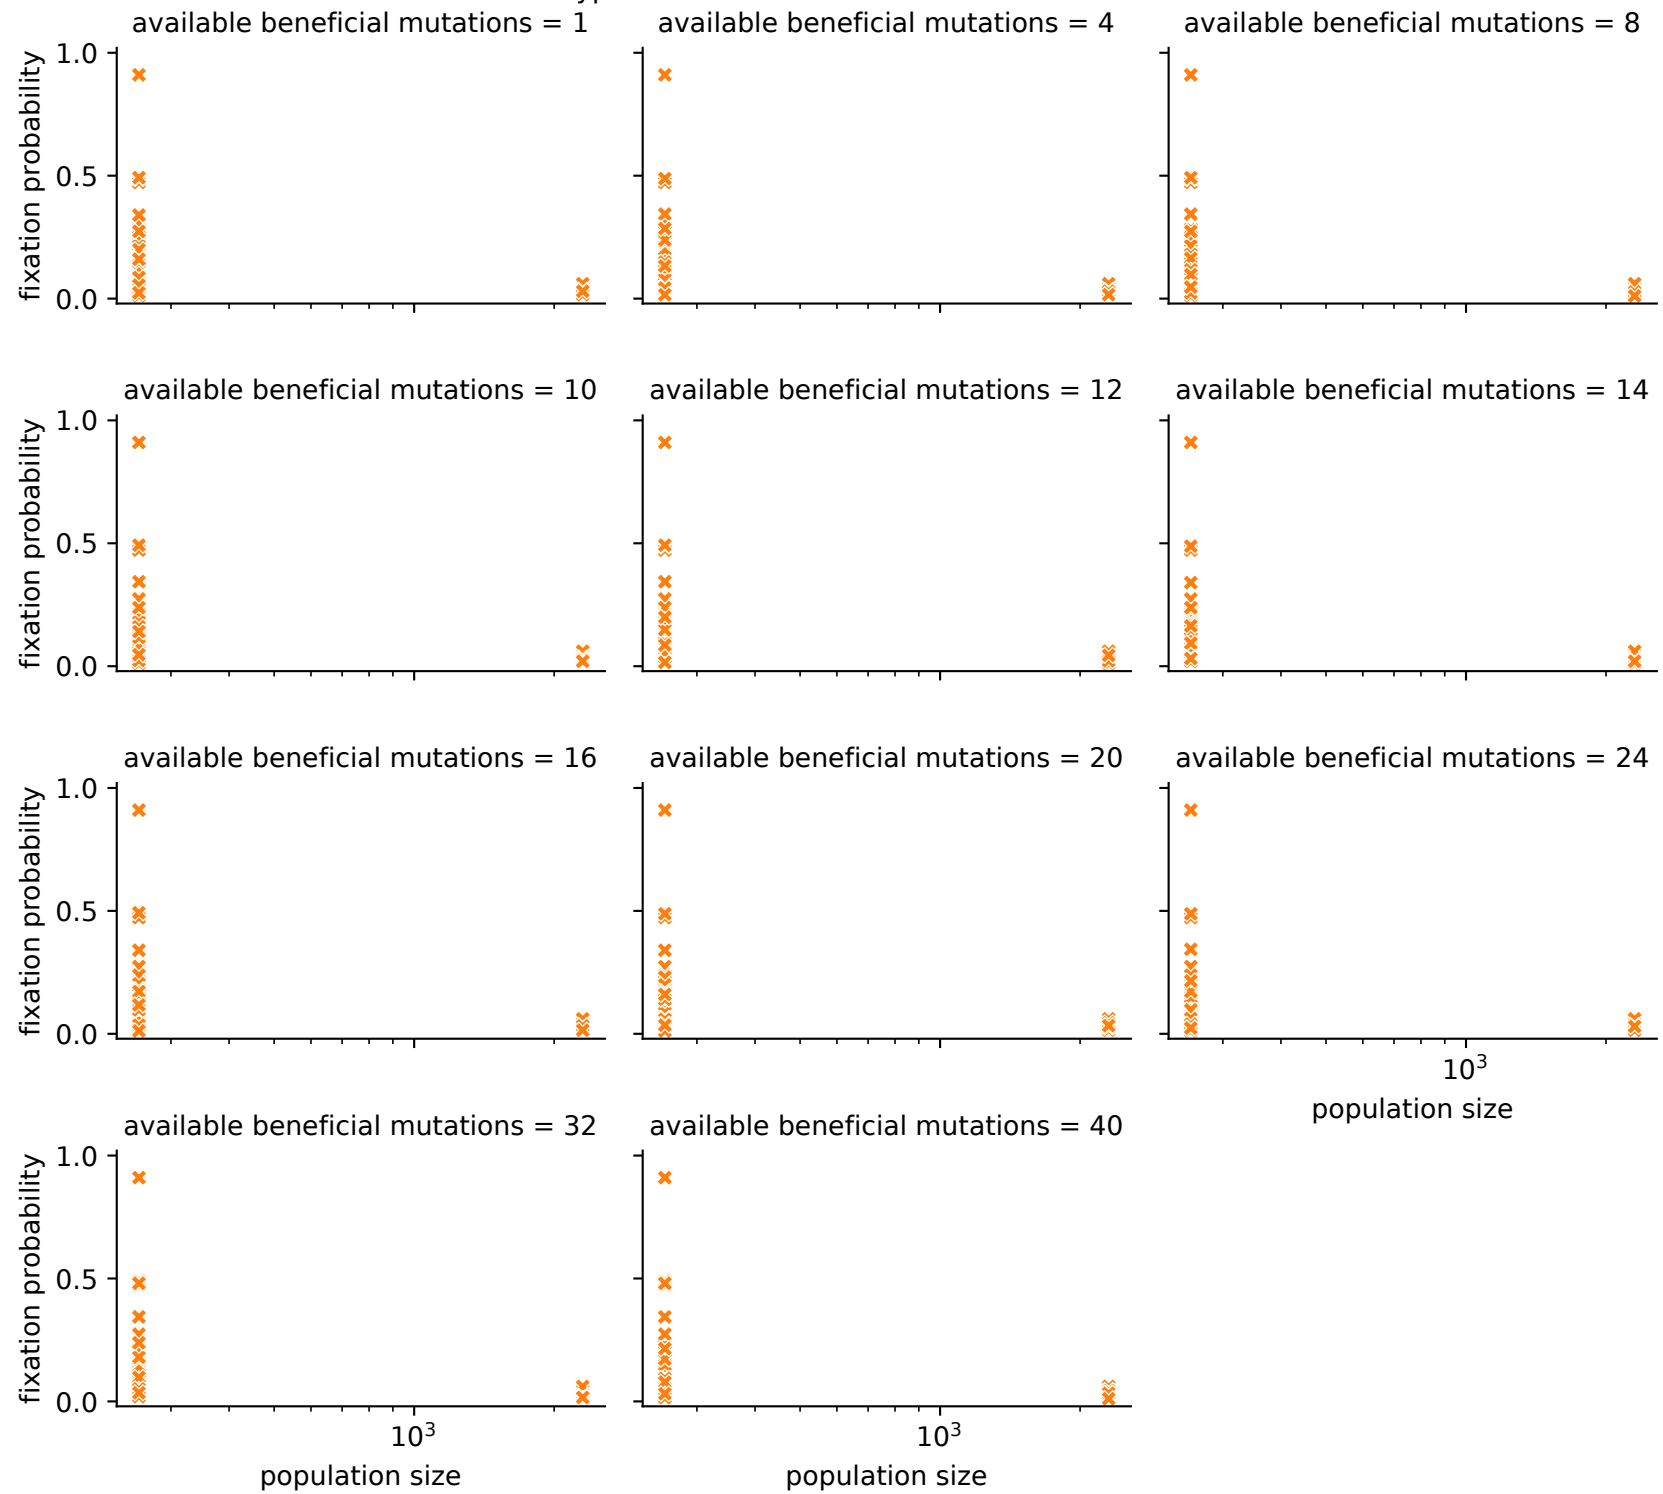 available beneficial mutations = 1
available beneficial mutations = 4
available beneficial mutations = 8
fixation probability
1.0
0.5
0.0
available beneficial mutations = 10
available beneficial mutations = 12
available beneficial mutations = 14
fixation probability
1.0
0.5
0.0
available beneficial mutations = 16
available beneficial mutations = 20
available beneficial mutations = 24
fixation probability
1.0
0.5
0.0
10³
population size
available beneficial mutations = 32
available beneficial mutations = 40
fixation probability
1.0
0.5
0.0
10³
10³
population size
population size